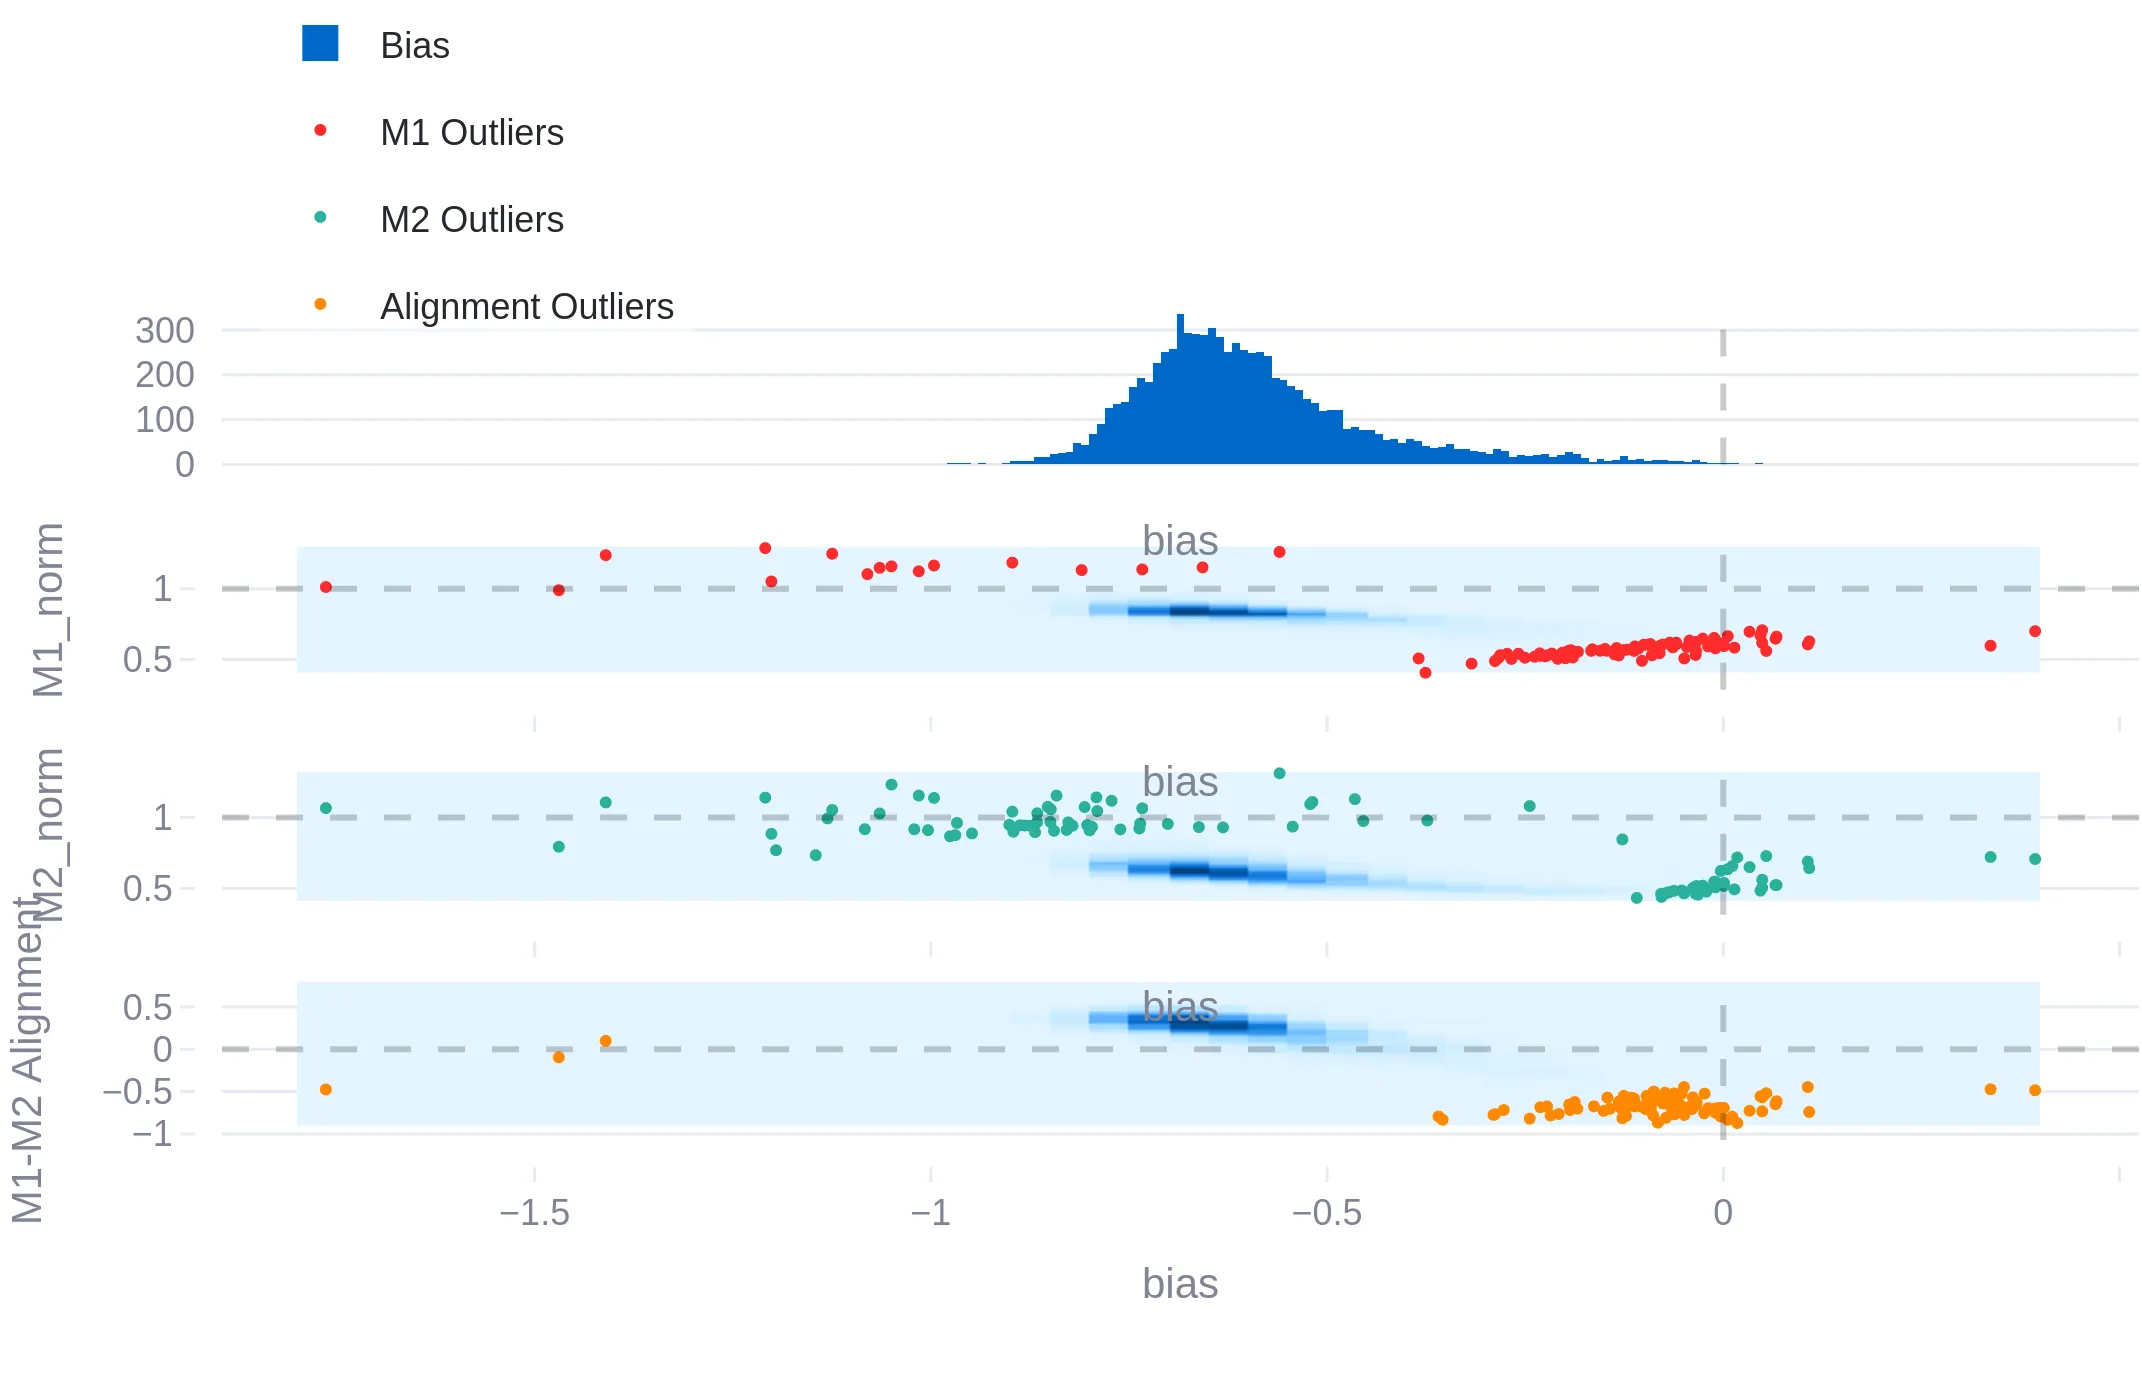 Bias
M1 Outliers
M2 Outliers
Alignment Outliers
300
200
100
0
bias
M1_norm
1
0.5
bias
M2_norm
1
0.5
bias
M1-M2 Alignment
0.5
0
−0.5
−1
−1.5
−1
−0.5
0
bias